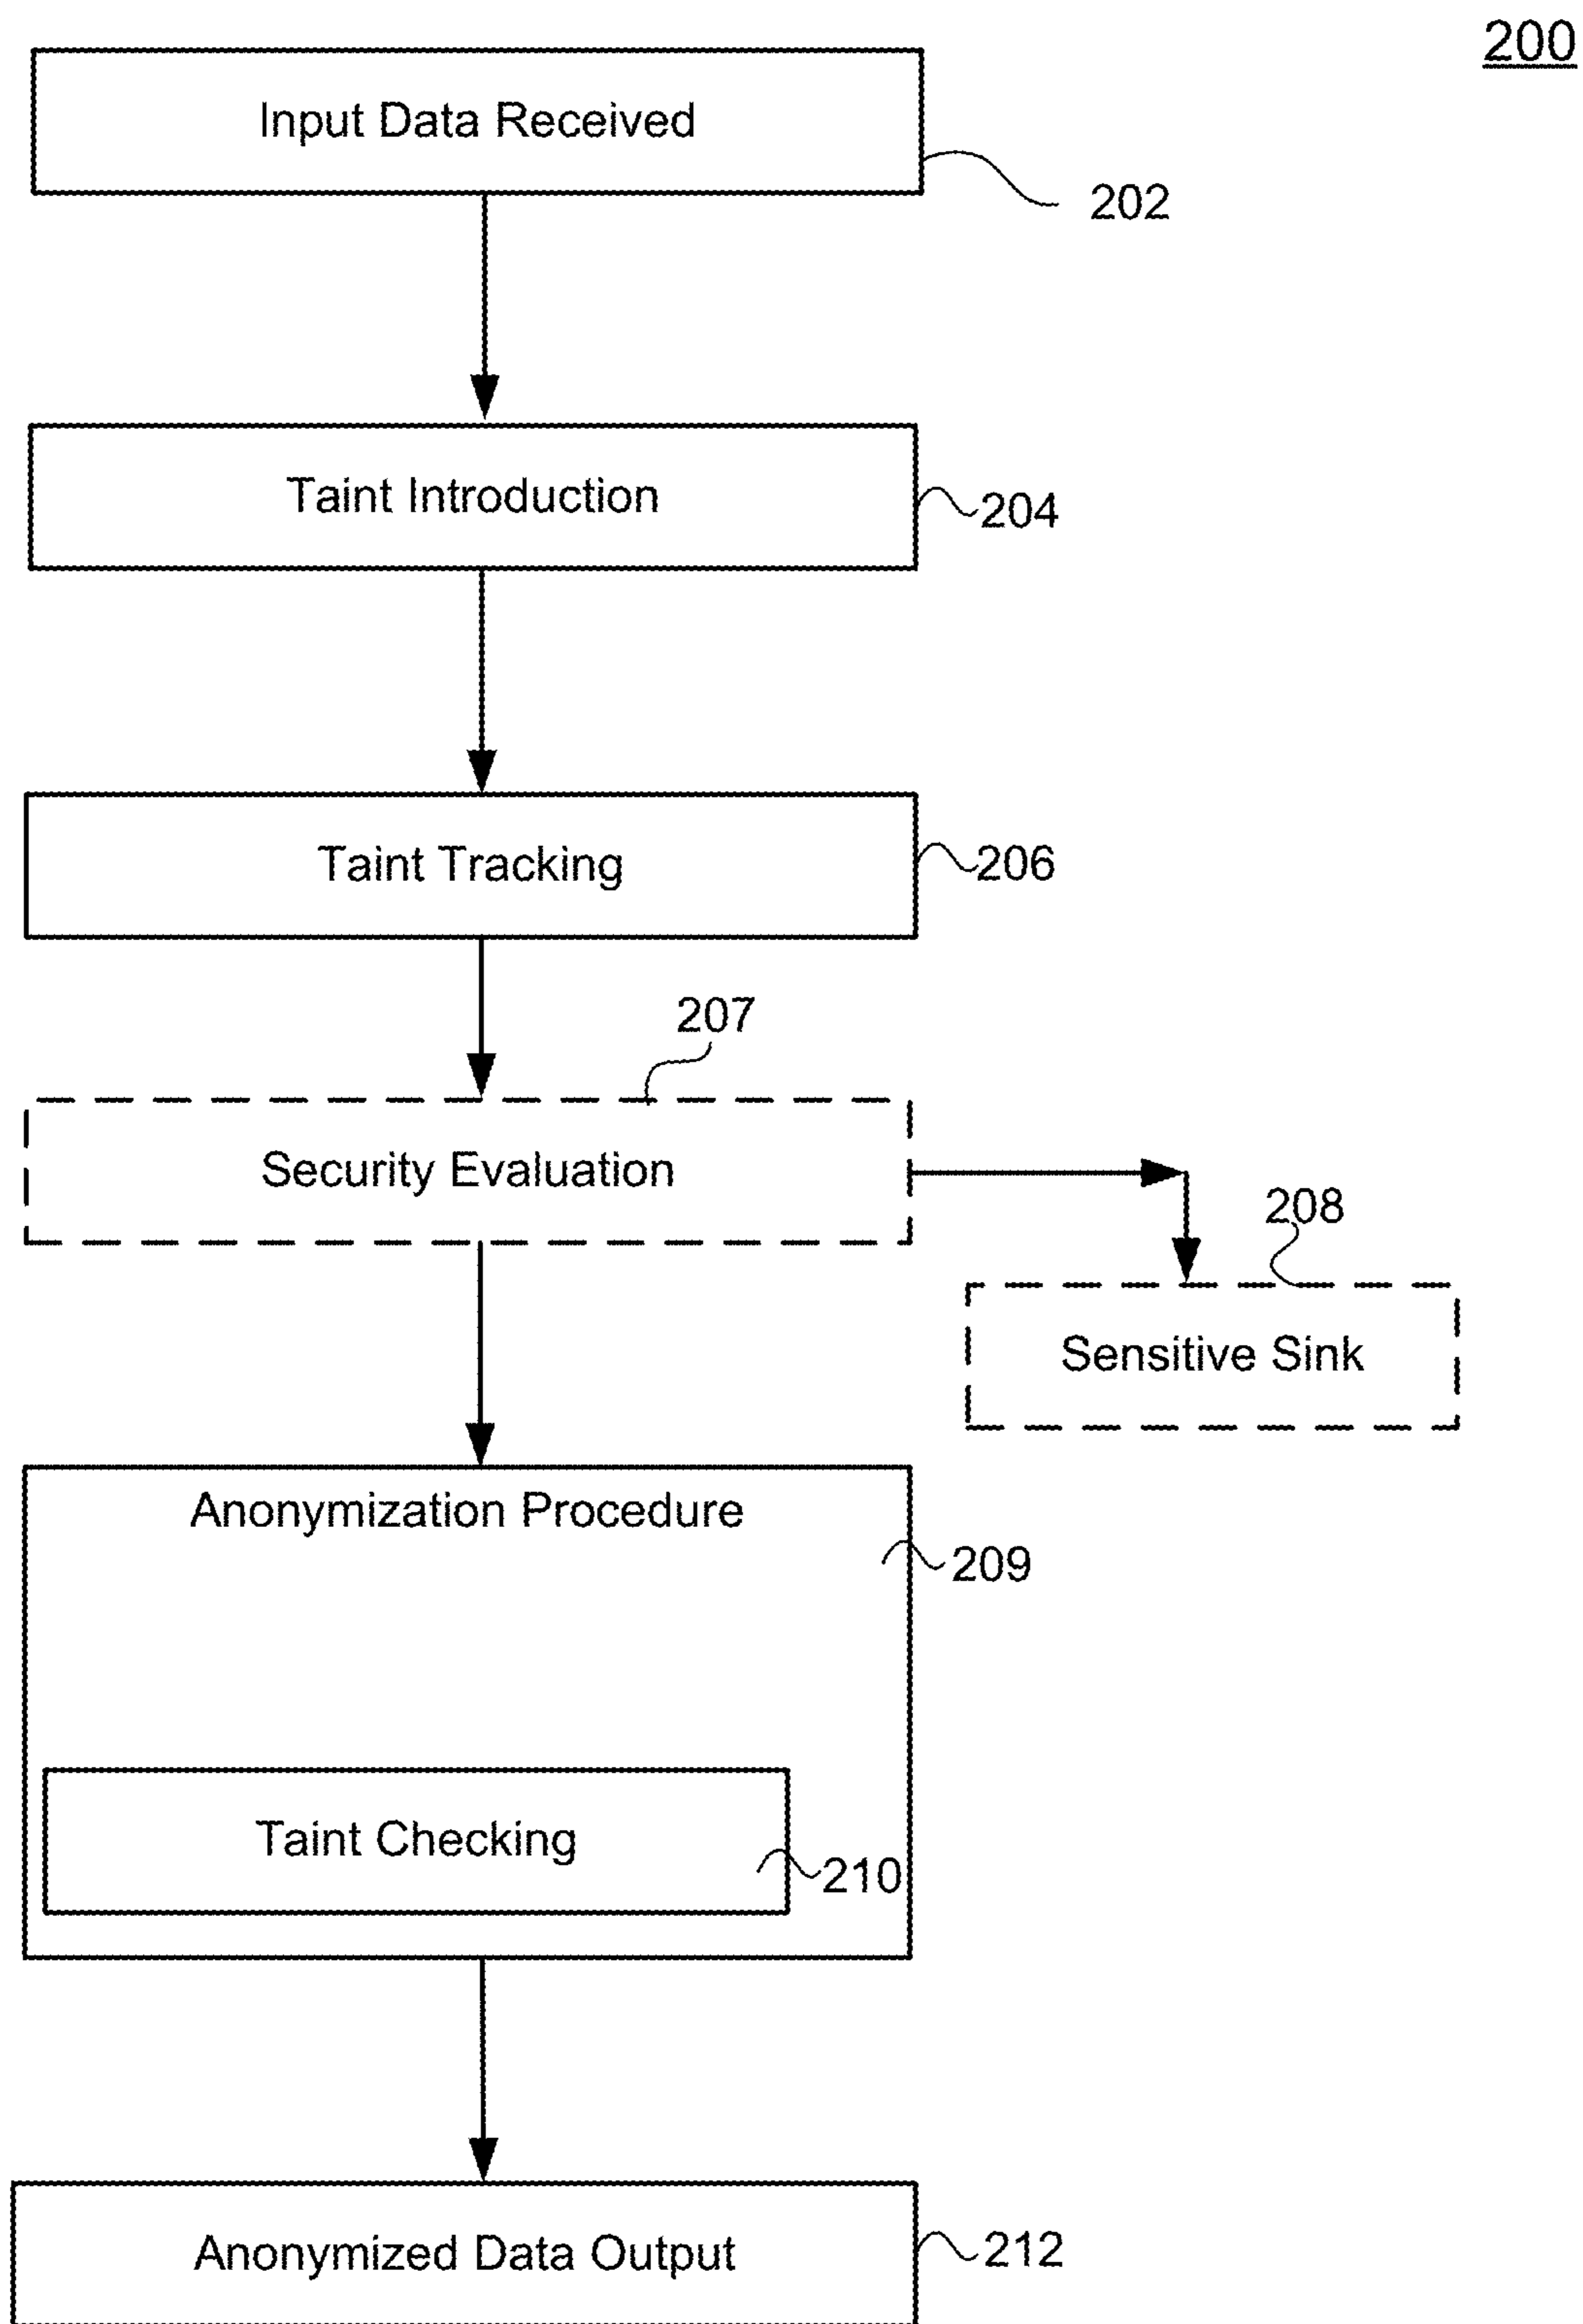 200
Input Data Received
202
Taint Introduction
204
Taint Tracking
206
207
Security Evaluation
208
Sensitive Sink
Anonymization Procedure
209
Taint Checking
210
Anonymized Data Output
212